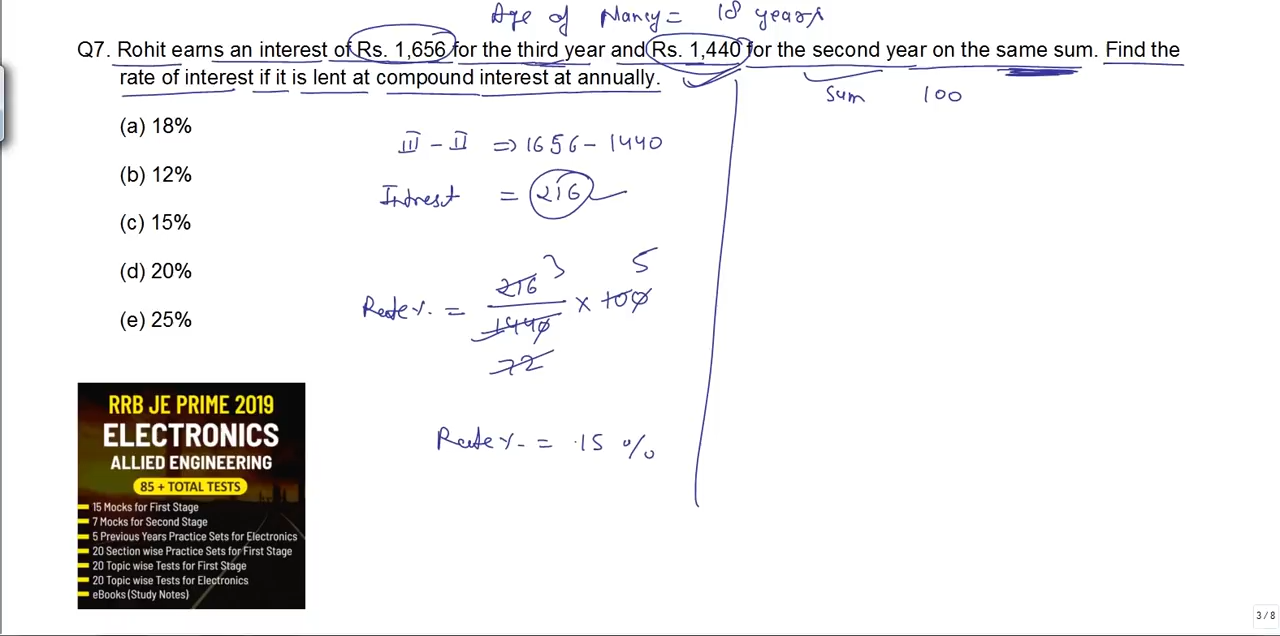 Age of Nancy = 18 years
Q7. Rohit earns an interest of Rs. 1,656 for the third year and Rs. 1,440 for the second year on the same sum. Find the
rate of interest if it is lent at compound interest at annually.
Sum 100
(a) 18%
(b) 12%
(c) 15%
(d) 20%
(e) 25%
III - II => 1656 - 1440
Intrest = 216
3 5
Rate%. = 216/1440 x 100
72
Rate%. = 15 %
RRB JE PRIME 2019
ELECTRONICS
ALLIED ENGINEERING
85 + TOTAL TESTS
15 Mocks for First Stage
7 Mocks for Second Stage
5 Previous Years Practice Sets for Electronics
20 Section wise Practice Sets for First Stage
20 Topic wise Tests for First Stage
20 Topic wise Tests for Electronics
eBooks (Study Notes)
3 / 8